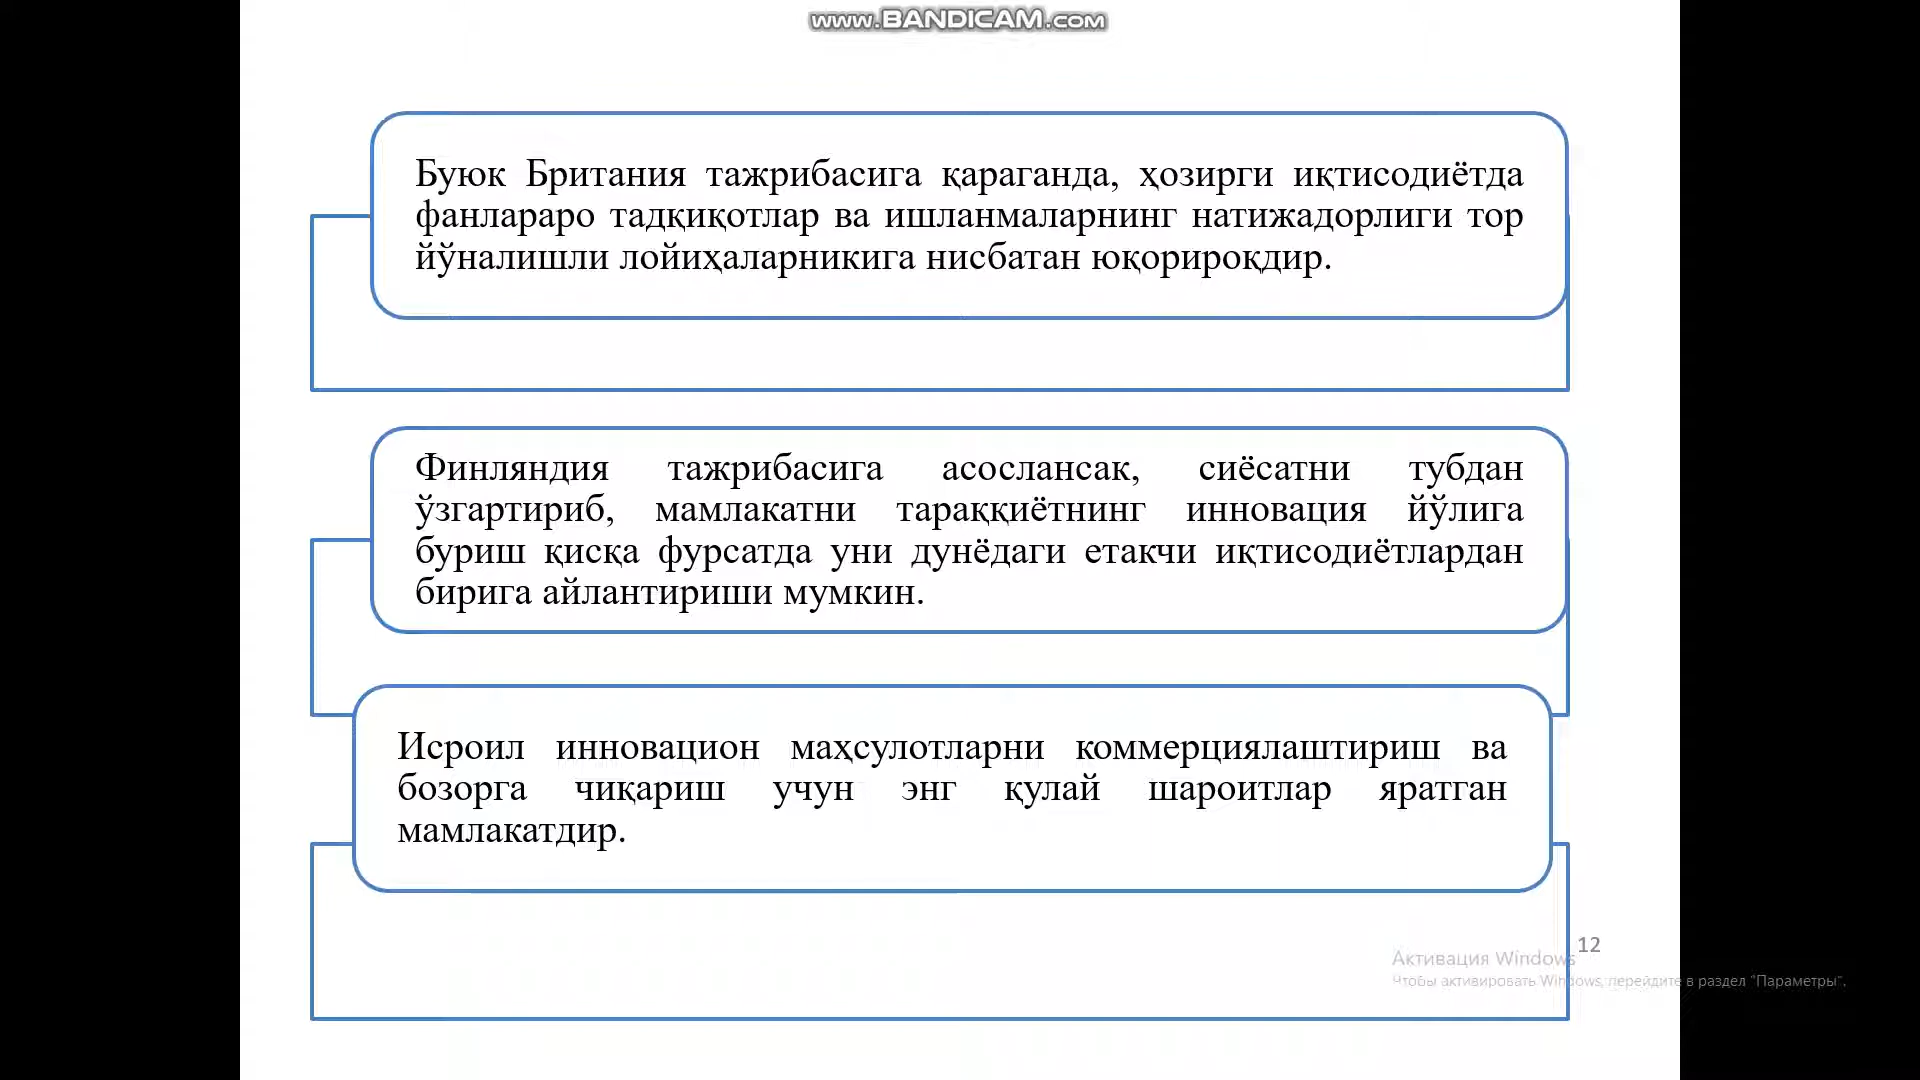 www.BANDICAM.com
Буюк Британия тажрибасига қараганда, ҳозирги иқтисодиётда
фанлараро тадқиқотлар ва ишланмаларнинг натижадорлиги тор
йўналишли лойиҳаларникига нисбатан юқорироқдир.
Финляндия тажрибасига асослансак, сиёсатни тубдан
ўзгартириб, мамлакатни тараққиётнинг инновация йўлига
буриш қисқа фурсатда уни дунёдаги етакчи иқтисодиётлардан
бирига айлантириши мумкин.
Исроил инновацион маҳсулотларни коммерциялаштириш ва
бозорга чиқариш учун энг қулай шароитлар яратган
мамлакатдир.
12
Активация Windows
Чтобы активировать Windows, перейдите в раздел "Параметры".